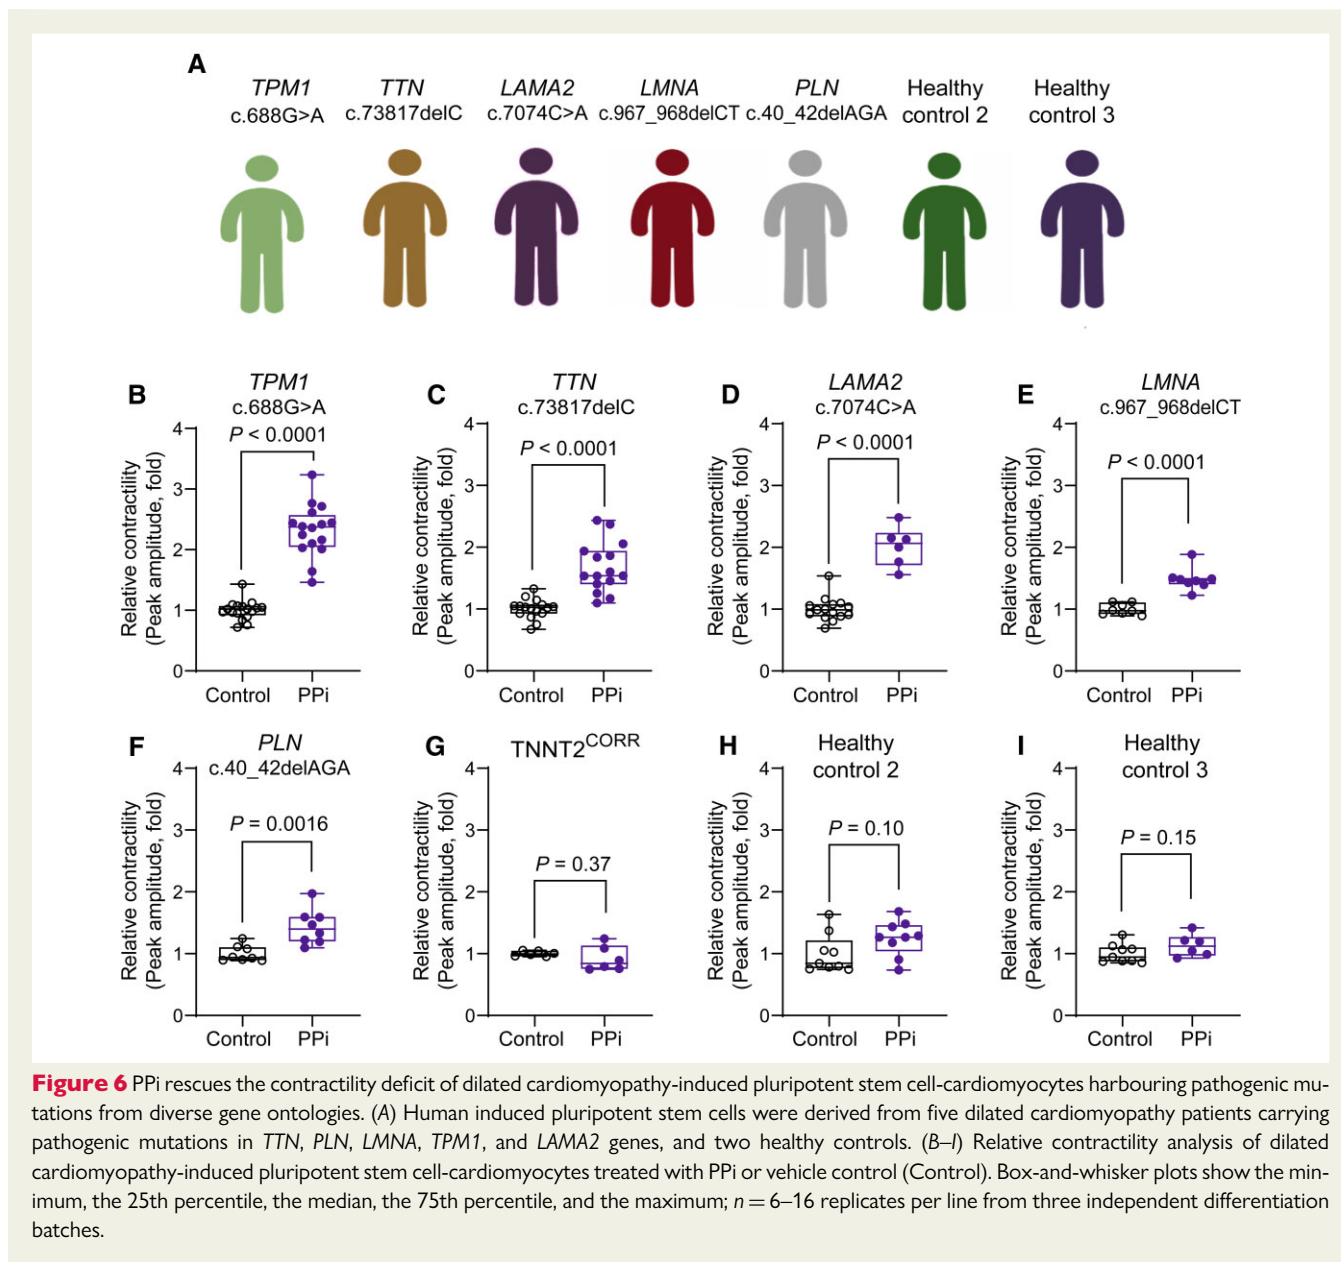 A
TPM1 TTN LAMA2 LMNA PLN Healthy Healthy
c.688G>A c.73817delC c.7074C>A c.967_968delCT c.40_42delAGA control 2 control 3
B
TPM1
c.688G>A
P < 0.0001
Relative contractility
(Peak amplitude, fold)
4
3
2
1
0
Control PPi
C
TTN
c.73817delC
P < 0.0001
Relative contractility
(Peak amplitude, fold)
4
3
2
1
0
Control PPi
D
LAMA2
c.7074C>A
P < 0.0001
Relative contractility
(Peak amplitude, fold)
4
3
2
1
0
Control PPi
E
LMNA
c.967_968delCT
P < 0.0001
Relative contractility
(Peak amplitude, fold)
4
3
2
1
0
Control PPi
F
PLN
c.40_42delAGA
P = 0.0016
Relative contractility
(Peak amplitude, fold)
4
3
2
1
0
Control PPi
G
TNNT2CORR
P = 0.37
Relative contractility
(Peak amplitude, fold)
4
3
2
1
0
Control PPi
H
Healthy
control 2
P = 0.10
Relative contractility
(Peak amplitude, fold)
4
3
2
1
0
Control PPi
I
Healthy
control 3
P = 0.15
Relative contractility
(Peak amplitude, fold)
4
3
2
1
0
Control PPi
Figure 6 PPi rescues the contractility deficit of dilated cardiomyopathy-induced pluripotent stem cell-cardiomyocytes harbouring pathogenic mu-
tations from diverse gene ontologies. (A) Human induced pluripotent stem cells were derived from five dilated cardiomyopathy patients carrying
pathogenic mutations in TTN, PLN, LMNA, TPM1, and LAMA2 genes, and two healthy controls. (B–I) Relative contractility analysis of dilated
cardiomyopathy-induced pluripotent stem cell-cardiomyocytes treated with PPi or vehicle control (Control). Box-and-whisker plots show the min-
imum, the 25th percentile, the median, the 75th percentile, and the maximum; n = 6–16 replicates per line from three independent differentiation
batches.